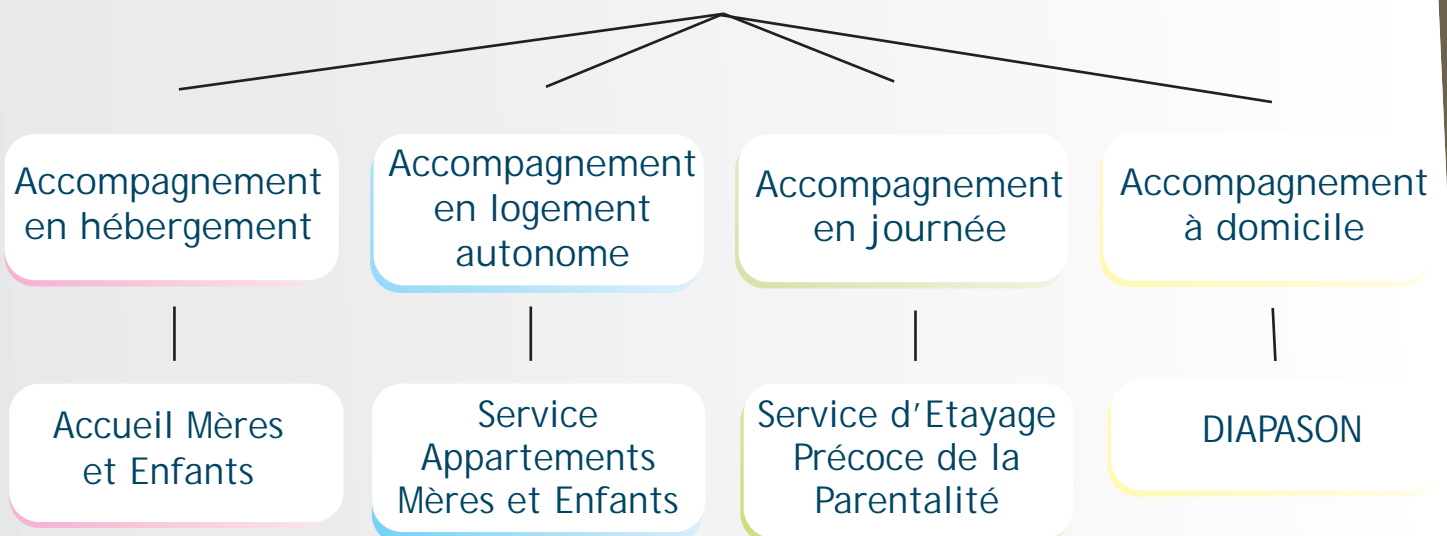 Accompagnement
en hébergement
Accompagnement
en logement
autonome
Accompagnement
en journée
Accompagnement
à domicile
Accueil Mères
et Enfants
Service
Appartements
Mères et Enfants
Service d'Etayage
Précoce de la
Parentalité
DIAPASON